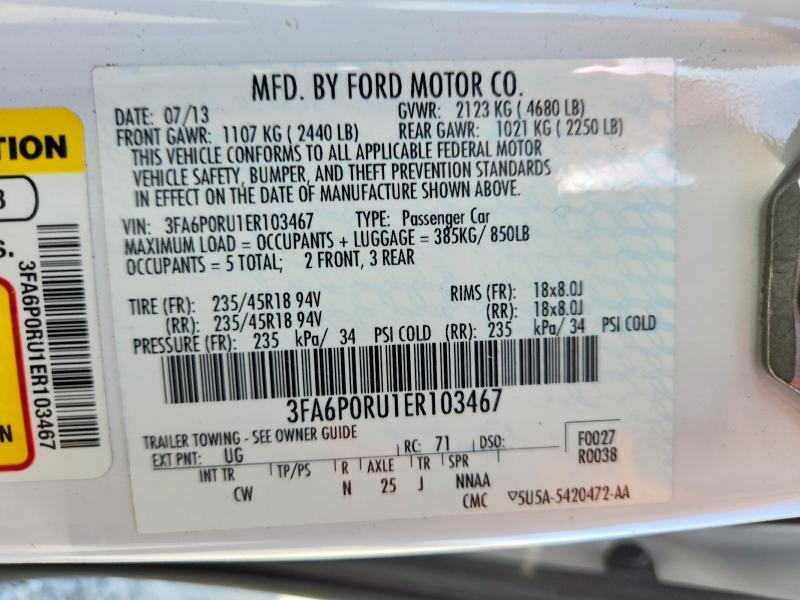 MFD. BY FORD MOTOR CO.
DATE: 07/13 GVWR: 2123 KG ( 4680 LB)
FRONT GAWR: 1107 KG ( 2440 LB) REAR GAWR: 1021 KG ( 2250 LB)
THIS VEHICLE CONFORMS TO ALL APPLICABLE FEDERAL MOTOR
VEHICLE SAFETY, BUMPER, AND THEFT PREVENTION STANDARDS
IN EFFECT ON THE DATE OF MANUFACTURE SHOWN ABOVE.
VIN: 3FA6P0RU1ER103467 TYPE: Passenger Car
MAXIMUM LOAD = OCCUPANTS + LUGGAGE = 385KG/ 850LB
OCCUPANTS = 5 TOTAL; 2 FRONT, 3 REAR
TIRE (FR): 235/45R18 94V RIMS (FR): 18x8.0J
(RR): 235/45R18 94V (RR): 18x8.0J
PRESSURE (FR): 235 kPa/ 34 PSI COLD (RR): 235 kPa/ 34 PSI COLD
3FA6P0RU1ER103467
TRAILER TOWING - SEE OWNER GUIDE
EXT PNT: UG RC: 71 DSO: F0027
R0038
INT TR TP/PS R AXLE TR SPR
CW N 25 J NNAA
CMC ▽5U5A-5420472-AA
TION
3
S.
3FA6P0RU1ER103467
N